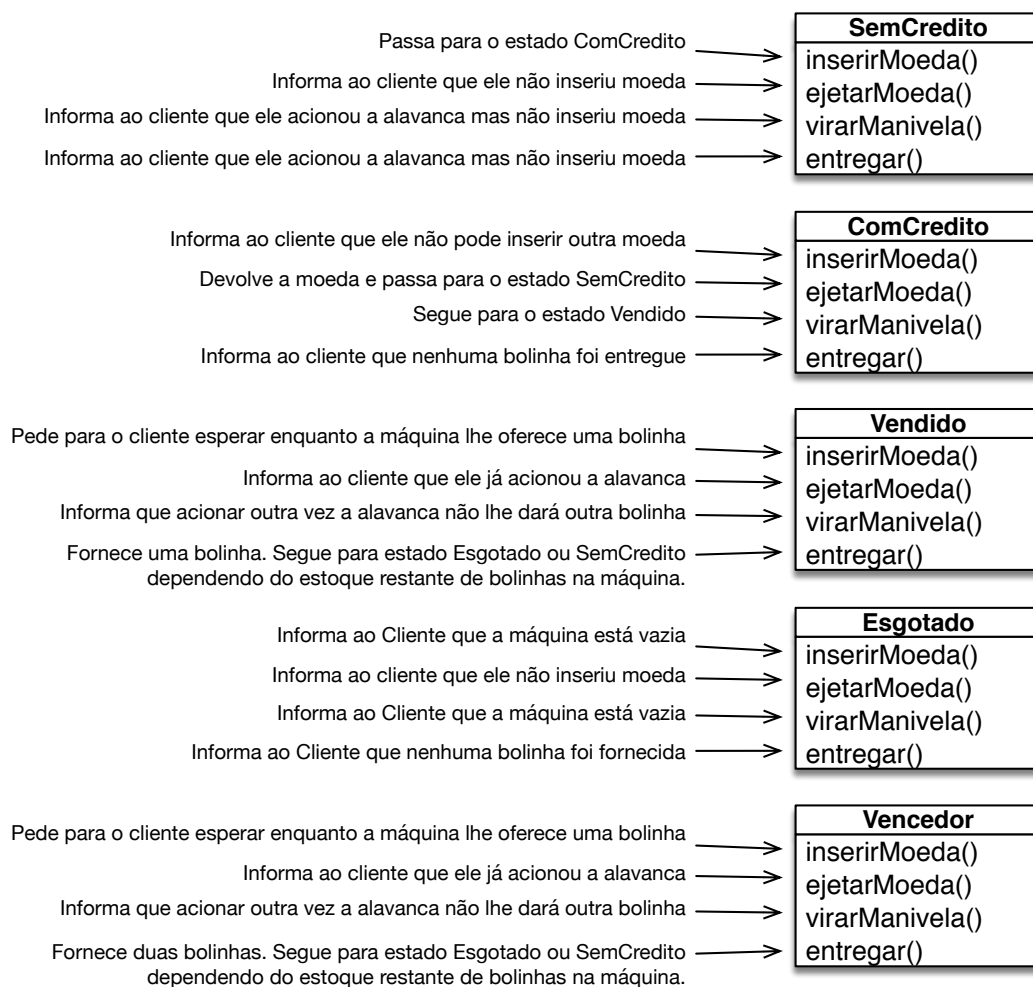 SemCredito
Passa para o estado ComCredito
inserirMoeda()
Informa ao cliente que ele não inseriu moeda
ejetarMoeda()
Informa ao cliente que ele acionou a alavanca mas não inseriu moeda
virarManivela()
Informa ao cliente que ele acionou a alavanca mas não inseriu moeda
entregar()
ComCredito
Informa ao cliente que ele não pode inserir outra moeda
inserirMoeda()
Devolve a moeda e passa para o estado SemCredito
ejetarMoeda()
Segue para o estado Vendido
virarManivela()
Informa ao cliente que nenhuma bolinha foi entregue
entregar()
Vendido
Pede para o cliente esperar enquanto a máquina lhe oferece uma bolinha
inserirMoeda()
Informa ao cliente que ele já acionou a alavanca
ejetarMoeda()
Informa que acionar outra vez a alavanca não lhe dará outra bolinha
virarManivela()
Fornece uma bolinha. Segue para estado Esgotado ou SemCredito
dependendo do estoque restante de bolinhas na máquina.
entregar()
Esgotado
Informa ao Cliente que a máquina está vazia
inserirMoeda()
Informa ao cliente que ele não inseriu moeda
ejetarMoeda()
Informa ao Cliente que a máquina está vazia
virarManivela()
Informa ao Cliente que nenhuma bolinha foi fornecida
entregar()
Vencedor
Pede para o cliente esperar enquanto a máquina lhe oferece uma bolinha
inserirMoeda()
Informa ao cliente que ele já acionou a alavanca
ejetarMoeda()
Informa que acionar outra vez a alavanca não lhe dará outra bolinha
virarManivela()
Fornece duas bolinhas. Segue para estado Esgotado ou SemCredito
dependendo do estoque restante de bolinhas na máquina.
entregar()